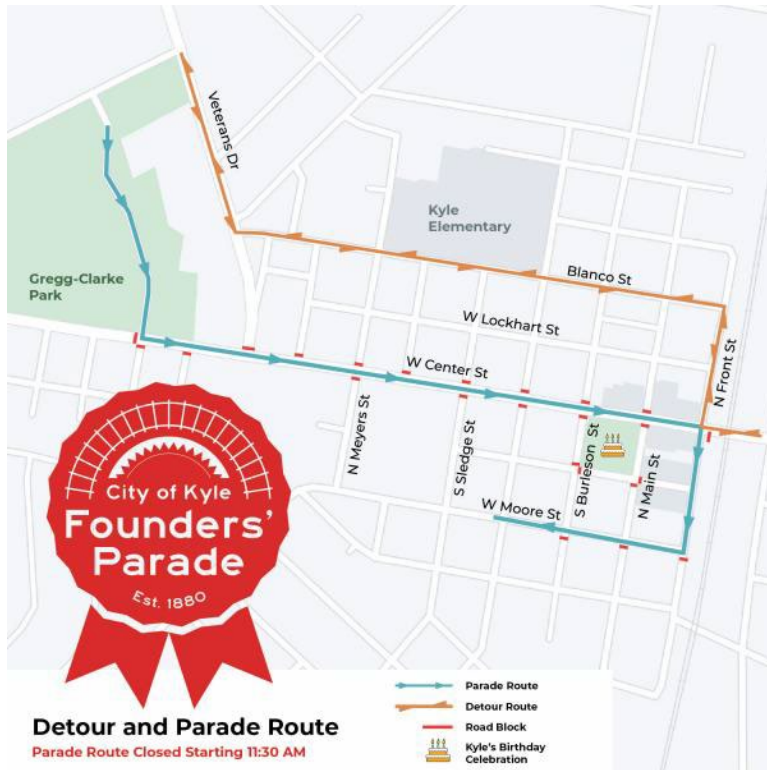 Veterans Dr
Kyle
Elementary
Gregg-Clarke
Park
Blanco St
W Lockhart St
N Front St
W Center St
N Meyers St
S Sledge St
S Burleson St
N Main St
W Moore St
City of Kyle
Founders'
Parade
Est. 1880
Detour and Parade Route
Parade Route Closed Starting 11:30 AM
Parade Route
Detour Route
Road Block
Kyle's Birthday
Celebration